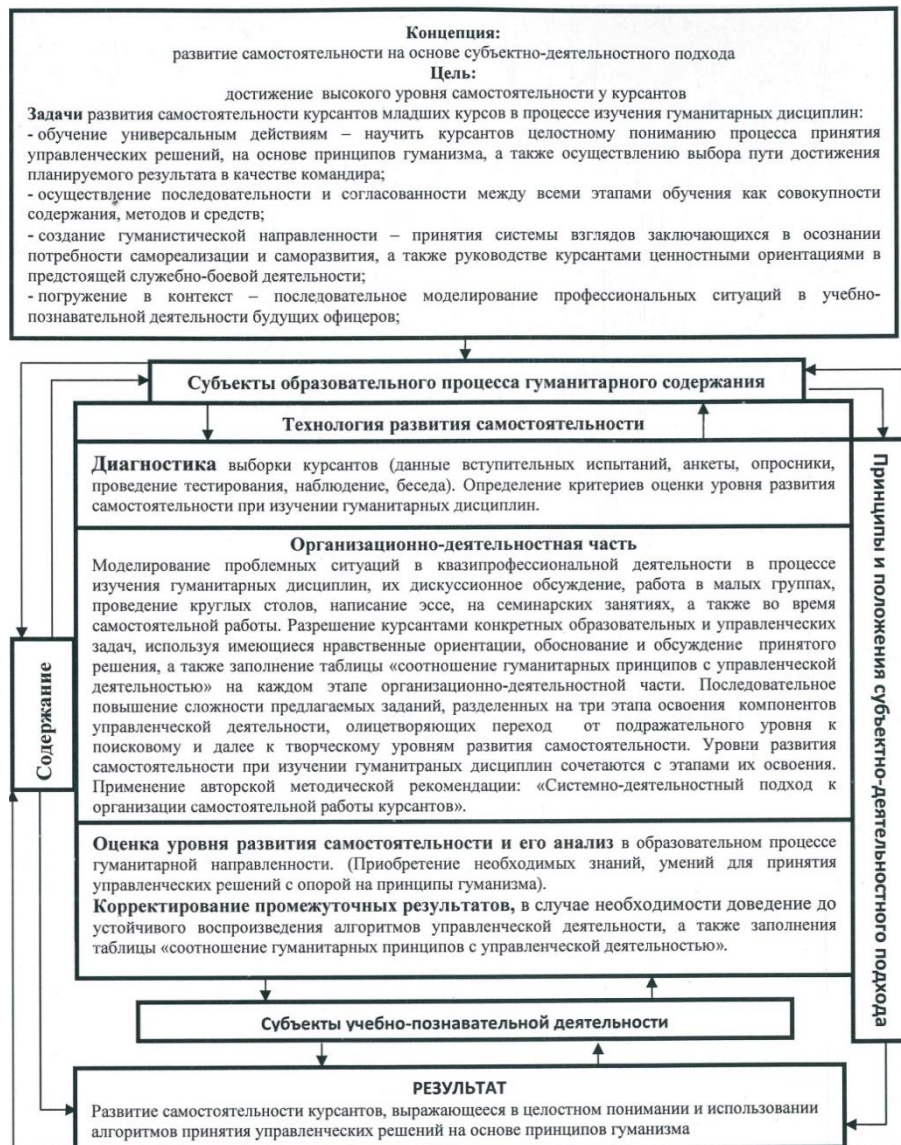 Концепция:
развитие самостоятельности на основе субъектно-деятельностного подхода
Цель:
достижение высокого уровня самостоятельности у курсантов
Задачи развития самостоятельности курсантов младших курсов в процессе изучения гуманитарных дисциплин:
- обучение универсальным действиям – научить курсантов целостному пониманию процесса принятия
управленческих решений, на основе принципов гуманизма, а также осуществлению выбора пути достижения
планируемого результата в качестве командира;
- осуществление последовательности и согласованности между всеми этапами обучения как совокупности
содержания, методов и средств;
- создание гуманистической направленности – принятия системы взглядов заключающихся в осознании
потребности самореализации и саморазвития, а также руководстве курсантами ценностными ориентациями в
предстоящей служебно-боевой деятельности;
- погружение в контекст – последовательное моделирование профессиональных ситуаций в учебно-
познавательной деятельности будущих офицеров;
Субъекты образовательного процесса гуманитарного содержания
Технология развития самостоятельности
Диагностика выборки курсантов (данные вступительных испытаний, анкеты, опросники,
проведение тестирования, наблюдение, беседа). Определение критериев оценки уровня развития
самостоятельности при изучении гуманитарных дисциплин.
Организационно-деятельностная часть
Моделирование проблемных ситуаций в квазипрофессиональной деятельности в процессе
изучения гуманитарных дисциплин, их дискуссионное обсуждение, работа в малых группах,
проведение круглых столов, написание эссе, на семинарских занятиях, а также во время
самостоятельной работы. Разрешение курсантами конкретных образовательных и управленческих
задач, используя имеющиеся нравственные ориентации, обоснование и обсуждение принятого
решения, а также заполнение таблицы «соотношение гуманитарных принципов с управленческой
деятельностью» на каждом этапе организационно-деятельностной части. Последовательное
повышение сложности предлагаемых заданий, разделенных на три этапа освоения компонентов
управленческой деятельности, олицетворяющих переход от подражательного уровня к
поисковому и далее к творческому уровням развития самостоятельности. Уровни развития
самостоятельности при изучении гуманитраных дисциплин сочетаются с этапами их освоения.
Применение авторской методической рекомендации: «Системно-деятельностный подход к
организации самостоятельной работы курсантов».
Оценка уровня развития самостоятельности и его анализ в образовательном процессе
гуманитарной направленности. (Приобретение необходимых знаний, умений для принятия
управленческих решений с опорой на принципы гуманизма).
Корректирование промежуточных результатов, в случае необходимости доведение до
устойчивого воспроизведения алгоритмов управленческой деятельности, а также заполнения
таблицы «соотношение гуманитарных принципов с управленческой деятельностью».
Содержание
Принципы и положения субъектно-деятельностного подхода
Субъекты учебно-познавательной деятельности
РЕЗУЛЬТАТ
Развитие самостоятельности курсантов, выражающееся в целостном понимании и использовании
алгоритмов принятия управленческих решений на основе принципов гуманизма